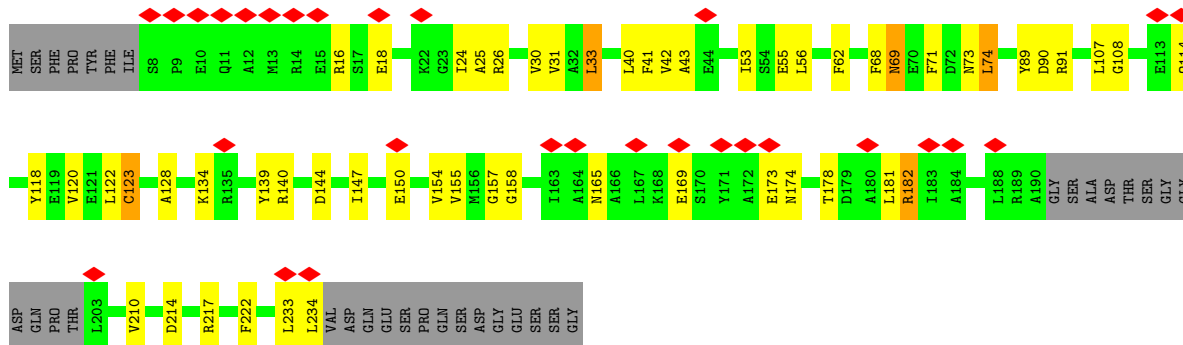 MET SER PHE PRO TYR PHE ILE S8 P9 E10 Q11 A12 M13 R14 E15 R16 S17 E18 K22 G23 I24 A25 R26 V30 V31 A32 L33 L40 F41 V42 A43 E44 I53 S54 E55 L56 F62 F68 N69 E70 F71 D72 N73 L74 Y89 D90 R91 L107 G108 E113
Y118 E119 V120 E121 L122 C123 A128 K134 R135 Y139 R140 D144 I147 E150 V154 V155 M156 G157 G158 I163 A164 N165 A166 L167 K168 E169 S170 Y171 A172 E173 N174 T178 D179 A180 L181 R182 I183 A184 L188 R189 A190 GLY SER ALA ASP THR SER GLY
ASP GLN PRO THR L203 V210 D214 R217 F222 L233 L234 VAL ASP GLN GLU SER PRO GLN SER ASP GLY GLU SER SER GLY